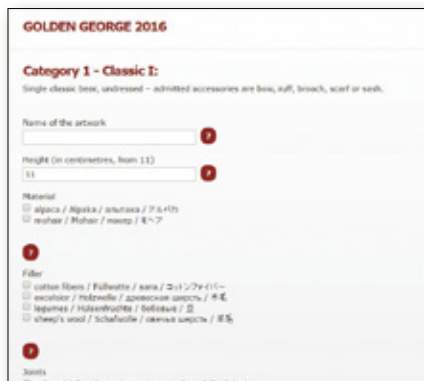 GOLDEN GEORGE 2016
Category 1 - Classic I:
Single classic bear, undressed – admitted accessories are bow, ruff, brooch, scarf or sash.
Name of the artwork
?
Height (in centimetres, from 11)
11
?
Material
alpaca / Alpaka / альпака / アルパカ
mohair / Mohair / мохер / モヘア
?
Filler
cotton fibers / Füllwatte / вата / コットンファイバー
excelsior / Holzwolle / древесная шерсть / 木毛
legumes / Hülsenfrüchte / бобовые / 豆
sheep's wool / Schafwolle / овечья шерсть / 羊毛
?
Joints